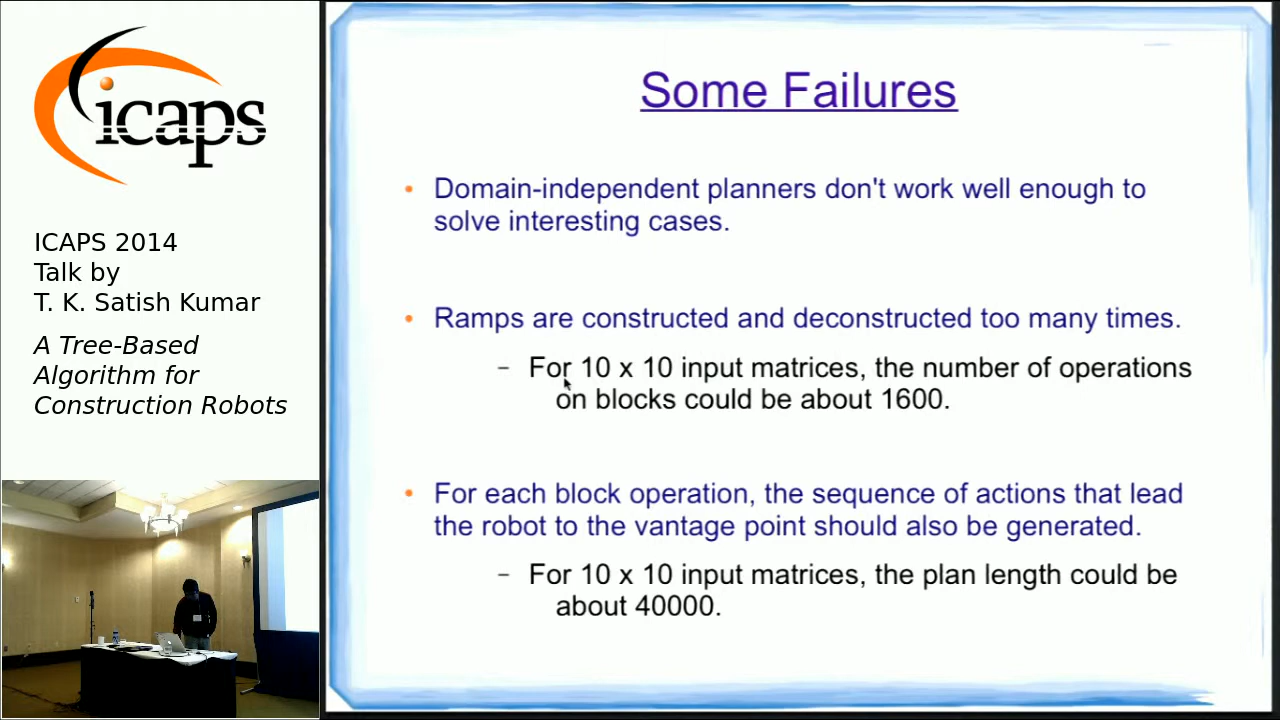 icaps
ICAPS 2014
Talk by
T. K. Satish Kumar
A Tree-Based
Algorithm for
Construction Robots
Some Failures
• Domain-independent planners don't work well enough to
solve interesting cases.
• Ramps are constructed and deconstructed too many times.
– For 10 x 10 input matrices, the number of operations
on blocks could be about 1600.
• For each block operation, the sequence of actions that lead
the robot to the vantage point should also be generated.
– For 10 x 10 input matrices, the plan length could be
about 40000.